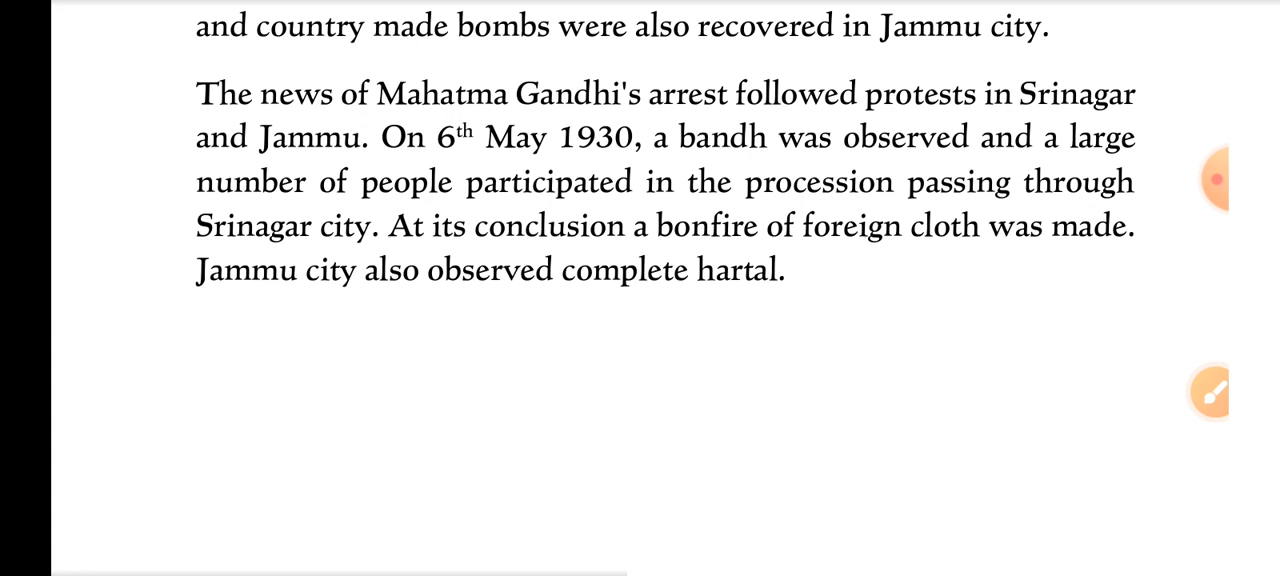 and country made bombs were also recovered in Jammu city.
The news of Mahatma Gandhi's arrest followed protests in Srinagar
and Jammu. On 6th May 1930, a bandh was observed and a large
number of people participated in the procession passing through
Srinagar city. At its conclusion a bonfire of foreign cloth was made.
Jammu city also observed complete hartal.